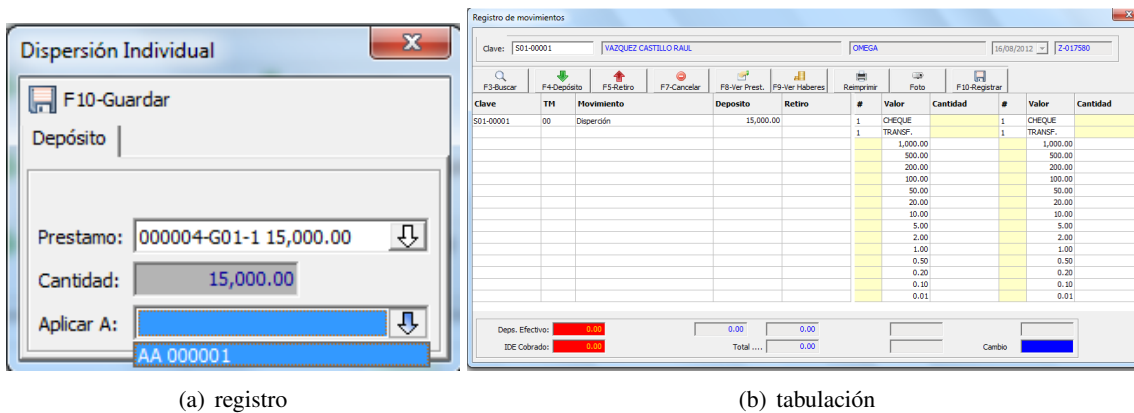 Dispersión Individual
F10-Guardar
Depósito
Prestamo: 000004-G01-1 15,000.00
Cantidad: 15,000.00
Aplicar A:
AA 000001
(a) registro
Registro de movimientos
Clave: S01-00001 VAZQUEZ CASTILLO RAUL OMEGA 16/08/2012 Z-017580
F3-Buscar F4-Depósito F5-Retiro F7-Cancelar F8-Ver Prest. F9-Ver Haberes Reimprimir Foto F10-Registrar
Clave TM Movimiento Deposito Retiro # Valor Cantidad # Valor Cantidad
S01-00001 00 Disperción 15,000.00 1 CHEQUE 1 CHEQUE
1 TRANSF. 1 TRANSF.
1,000.00 1,000.00
500.00 500.00
200.00 200.00
100.00 100.00
50.00 50.00
20.00 20.00
10.00 10.00
5.00 5.00
2.00 2.00
1.00 1.00
0.50 0.50
0.20 0.20
0.10 0.10
0.01 0.01
Deps. Efectivo: 0.00 0.00 0.00
IDE Cobrado: 0.00 Total .... 0.00 Cambio
(b) tabulación